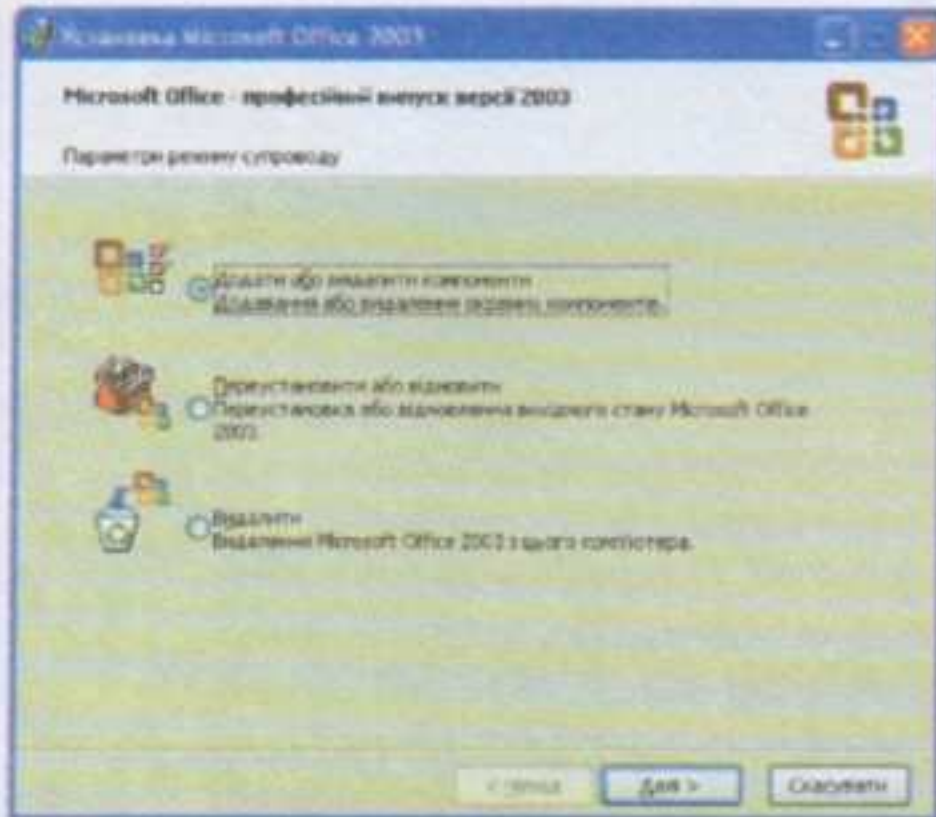 Установка Microsoft Office 2003
Microsoft Office - професійний випуск версії 2003
Параметри режиму супроводу
Додати або видалити компоненти
Додавання або видалення окремих компонентів.
Переустановити або відновити
Переустановка або відновлення вихідного стану Microsoft Office
2003.
Видалити
Видалення Microsoft Office 2003 з цього комп'ютера.
Далі >
Скасувати